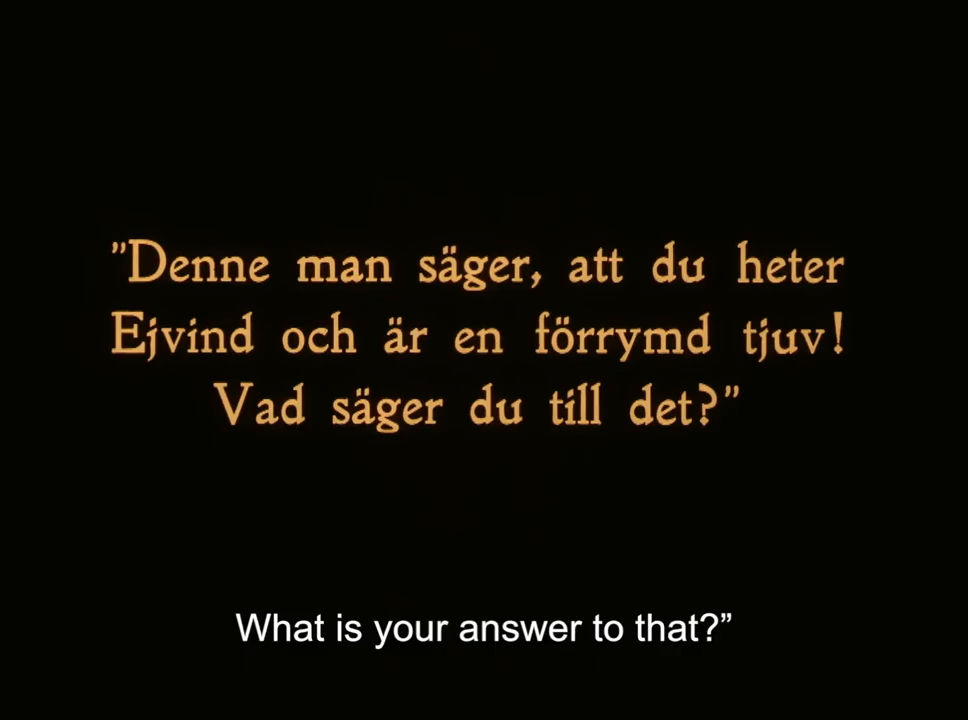 "Denne man säger, att du heter
Ejvind och är en förrymd tjuv!
Vad säger du till det?"
What is your answer to that?”